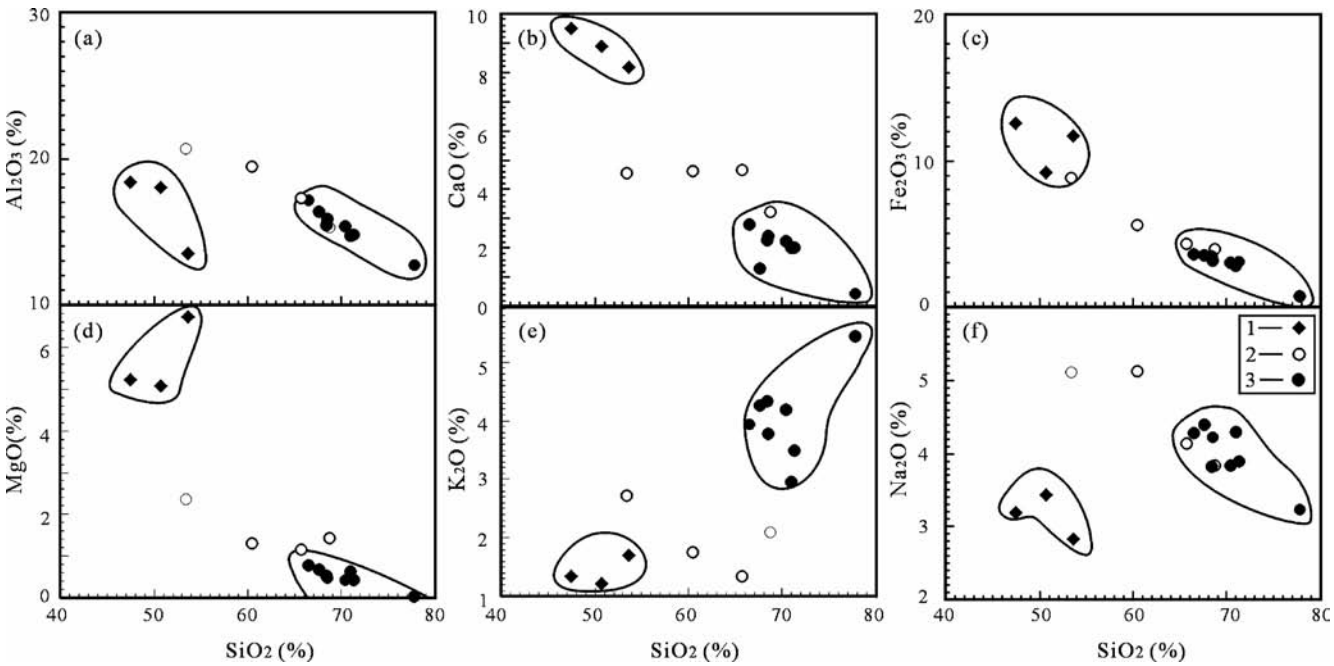 (a)
30
20
10
Al₂O₃ (%)
(b)
10
8
6
4
2
0
CaO (%)
(c)
30
20
10
0
Fe₂O₃ (%)
(d)
6
4
2
0
MgO(%)
40 50 60 70 80
SiO₂ (%)
(e)
5
4
3
2
1
K₂O (%)
40 50 60 70 80
SiO₂ (%)
(f)
5
4
3
2
Na₂O (%)
1
2
3
40 50 60 70 80
SiO₂ (%)